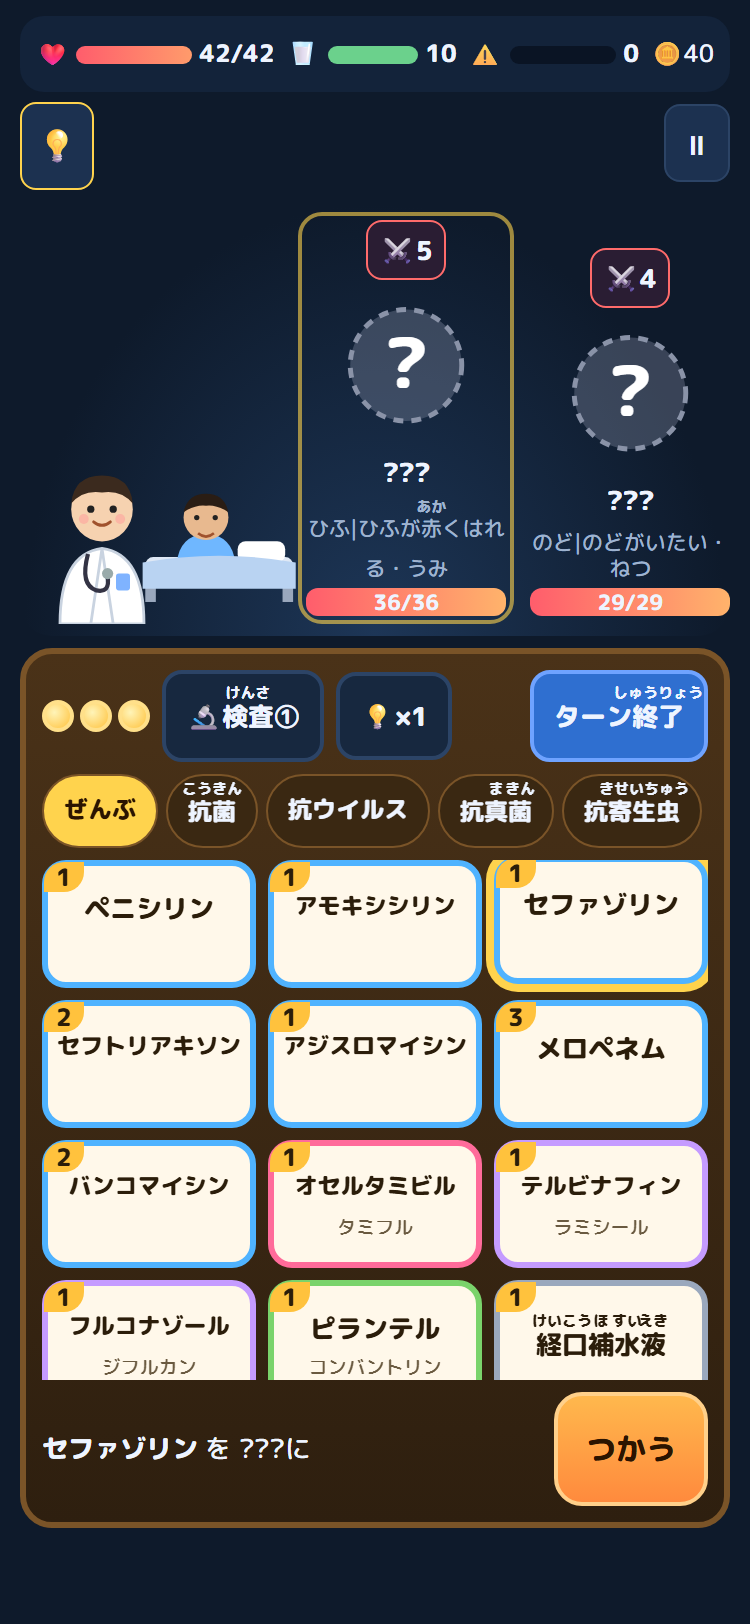 42/42 10 0 40
5
4
?
?
???
???
ひふ|ひふが赤くはれ
あか
る・うみ
のど|のどがいたい・
ねつ
36/36
29/29
けんさ
検査①
×1
しゅうりょう
ターン終了
ぜんぶ
こうきん
抗菌
抗ウイルス
まきん
抗真菌
きせいちゅう
抗寄生虫
1
ペニシリン
1
アモキシシリン
1
セファゾリン
2
セフトリアキソン
1
アジスロマイシン
3
メロペネム
2
バンコマイシン
1
オセルタミビル
タミフル
1
テルビナフィン
ラミシール
1
フルコナゾール
ジフルカン
1
ピランテル
コンバントリン
1
けいこうほすいえき
経口補水液
セファゾリン を ???に
つかう